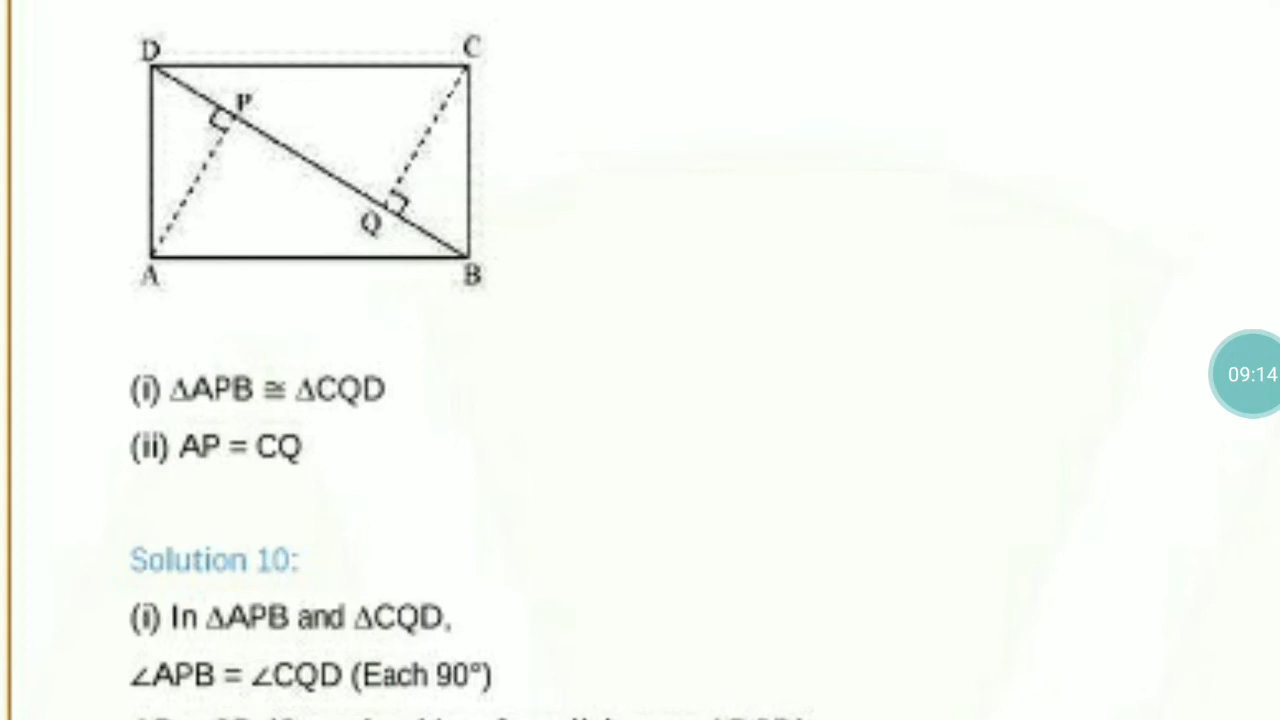 D C
P
Q
A B
(i) ΔAPB ≅ ΔCQD
(ii) AP = CQ
09:14
Solution 10:
(i) In ΔAPB and ΔCQD,
∠APB = ∠CQD (Each 90°)